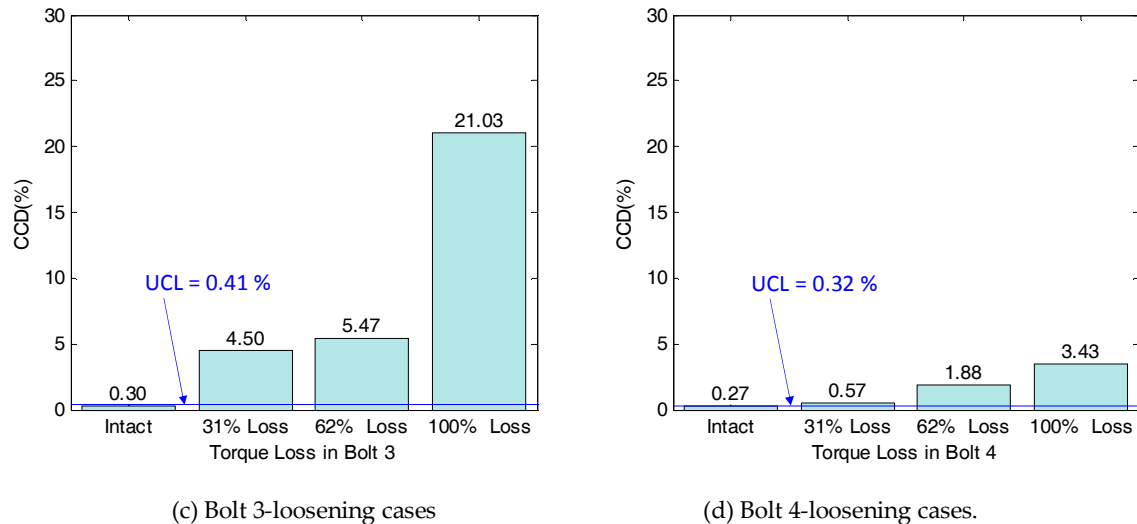 30
25
20
15
10
5
0
CCD(%)
21.03
UCL = 0.41 %
4.50
5.47
0.30
Intact
31% Loss
62% Loss
100% Loss
Torque Loss in Bolt 3
(c) Bolt 3-loosening cases
30
25
20
15
10
5
0
CCD(%)
UCL = 0.32 %
0.27
0.57
1.88
3.43
Intact
31% Loss
62% Loss
100% Loss
Torque Loss in Bolt 4
(d) Bolt 4-loosening cases.